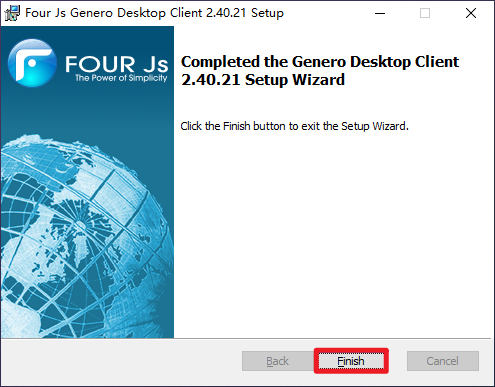 Four Js Genero Desktop Client 2.40.21 Setup
FOUR Js
The Power of Simplicity
Completed the Genero Desktop Client
2.40.21 Setup Wizard
Click the Finish button to exit the Setup Wizard.
Back
Finish
Cancel